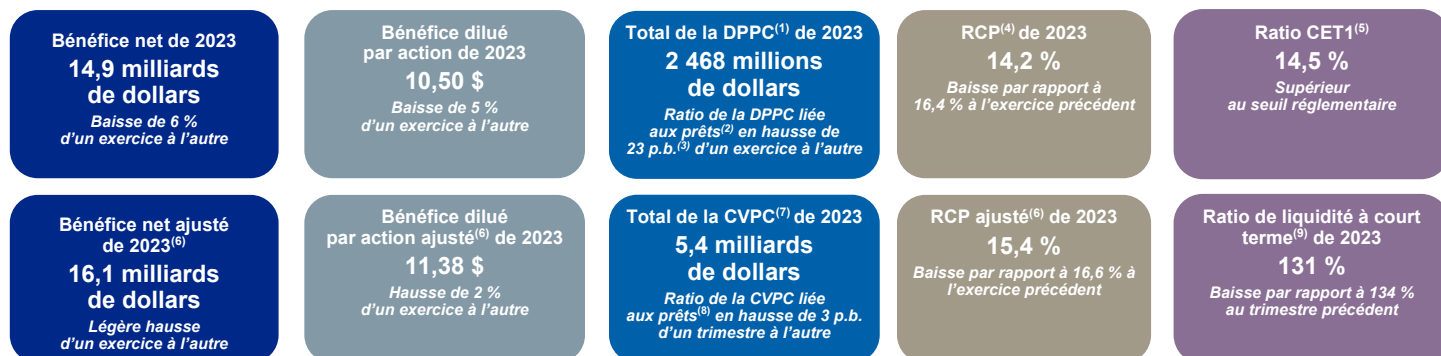 Bénéfice net de 2023
14,9 milliards
de dollars
Baisse de 6 %
d'un exercice à l'autre
Bénéfice dilué
par action de 2023
10,50 $
Baisse de 5 %
d'un exercice à l'autre
Total de la DPPC(1) de 2023
2 468 millions
de dollars
Ratio de la DPPC liée
aux prêts(2) en hausse de
23 p.b.(3) d'un exercice à l'autre
RCP(4) de 2023
14,2 %
Baisse par rapport à
16,4 % à l'exercice précédent
Ratio CET1(5)
14,5 %
Supérieur
au seuil réglementaire
Bénéfice net ajusté
de 2023(6)
16,1 milliards
de dollars
Légère hausse
d'un exercice à l'autre
Bénéfice dilué
par action ajusté(6) de 2023
11,38 $
Hausse de 2 %
d'un exercice à l'autre
Total de la CVPC(7) de 2023
5,4 milliards
de dollars
Ratio de la CVPC liée
aux prêts(8) en hausse de 3 p.b.
d'un trimestre à l'autre
RCP ajusté(6) de 2023
15,4 %
Baisse par rapport à 16,6 % à
l'exercice précédent
Ratio de liquidité à court
terme(9) de 2023
131 %
Baisse par rapport à 134 %
au trimestre précédent